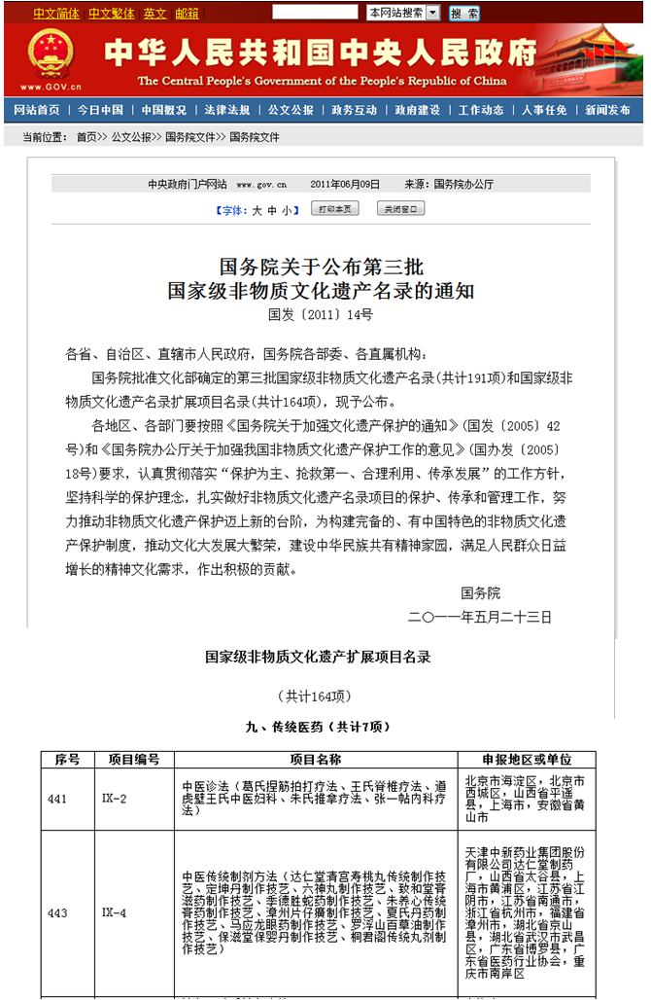 中文简体 | 中文繁体 | 英文 | 邮箱
本网站搜索 搜 索
中华人民共和国中央人民政府
The Central People's Government of the People's Republic of China
www.GOV.cn
网站首页 | 今日中国 | 中国概况 | 法律法规 | 公文公报 | 政务互动 | 政府建设 | 工作动态 | 人事任免 | 新闻发布
当前位置： 首页>> 公文公报>> 国务院文件>> 国务院文件
中央政府门户网站 www.gov.cn 2011年06月09日 来源：国务院办公厅
【字体：大 中 小】 打印本页 关闭窗口
国务院关于公布第三批
国家级非物质文化遗产名录的通知
国发〔2011〕14号
各省、自治区、直辖市人民政府，国务院各部委、各直属机构：
国务院批准文化部确定的第三批国家级非物质文化遗产名录(共计191项)和国家级非
物质文化遗产名录扩展项目名录(共计164项)，现予公布。
各地区、各部门要按照《国务院关于加强文化遗产保护的通知》(国发〔2005〕42
号)和《国务院办公厅关于加强我国非物质文化遗产保护工作的意见》(国办发〔2005〕
18号)要求，认真贯彻落实“保护为主、抢救第一、合理利用、传承发展”的工作方针，
坚持科学的保护理念，扎实做好非物质文化遗产名录项目的保护、传承和管理工作，努
力推动非物质文化遗产保护迈上新的台阶，为构建完备的、有中国特色的非物质文化遗
产保护制度，推动文化大发展大繁荣，建设中华民族共有精神家园，满足人民群众日益
增长的精神文化需求，作出积极的贡献。
国务院
二〇一一年五月二十三日
国家级非物质文化遗产扩展项目名录
（共计164项）
九、传统医药（共计7项）
序号 项目编号 项目名称 申报地区或单位
441 IX-2
中医诊法（葛氏捏筋拍打疗法、王氏脊椎疗法、道
虎壁王氏中医妇科、朱氏推拿疗法、张一帖内科疗
法）
北京市海淀区，北京市
西城区，山西省平遥
县，上海市，安徽省黄
山市
443 IX-4
中医传统制剂方法（达仁堂清宫寿桃丸传统制作技
艺、定坤丹制作技艺、六神丸制作技艺、致和堂膏
滋药制作技艺、季德胜蛇药制作技艺、朱养心传统
膏药制作技艺、漳州片仔癀制作技艺、夏氏丹药制
作技艺、马应龙眼药制作技艺、罗浮山百草油制作
技艺、保滋堂保婴丹制作技艺、桐君阁传统丸剂制
作技艺）
天津中新药业集团股份
有限公司达仁堂制药
厂，山西省太谷县，上
海市黄浦区，江苏省江
阴市，江苏省南通市，
浙江省杭州市，福建省
漳州市，湖北省京山
县，湖北省武汉市武昌
区，广东省博罗县，广
东省医药行业协会，重
庆市南岸区